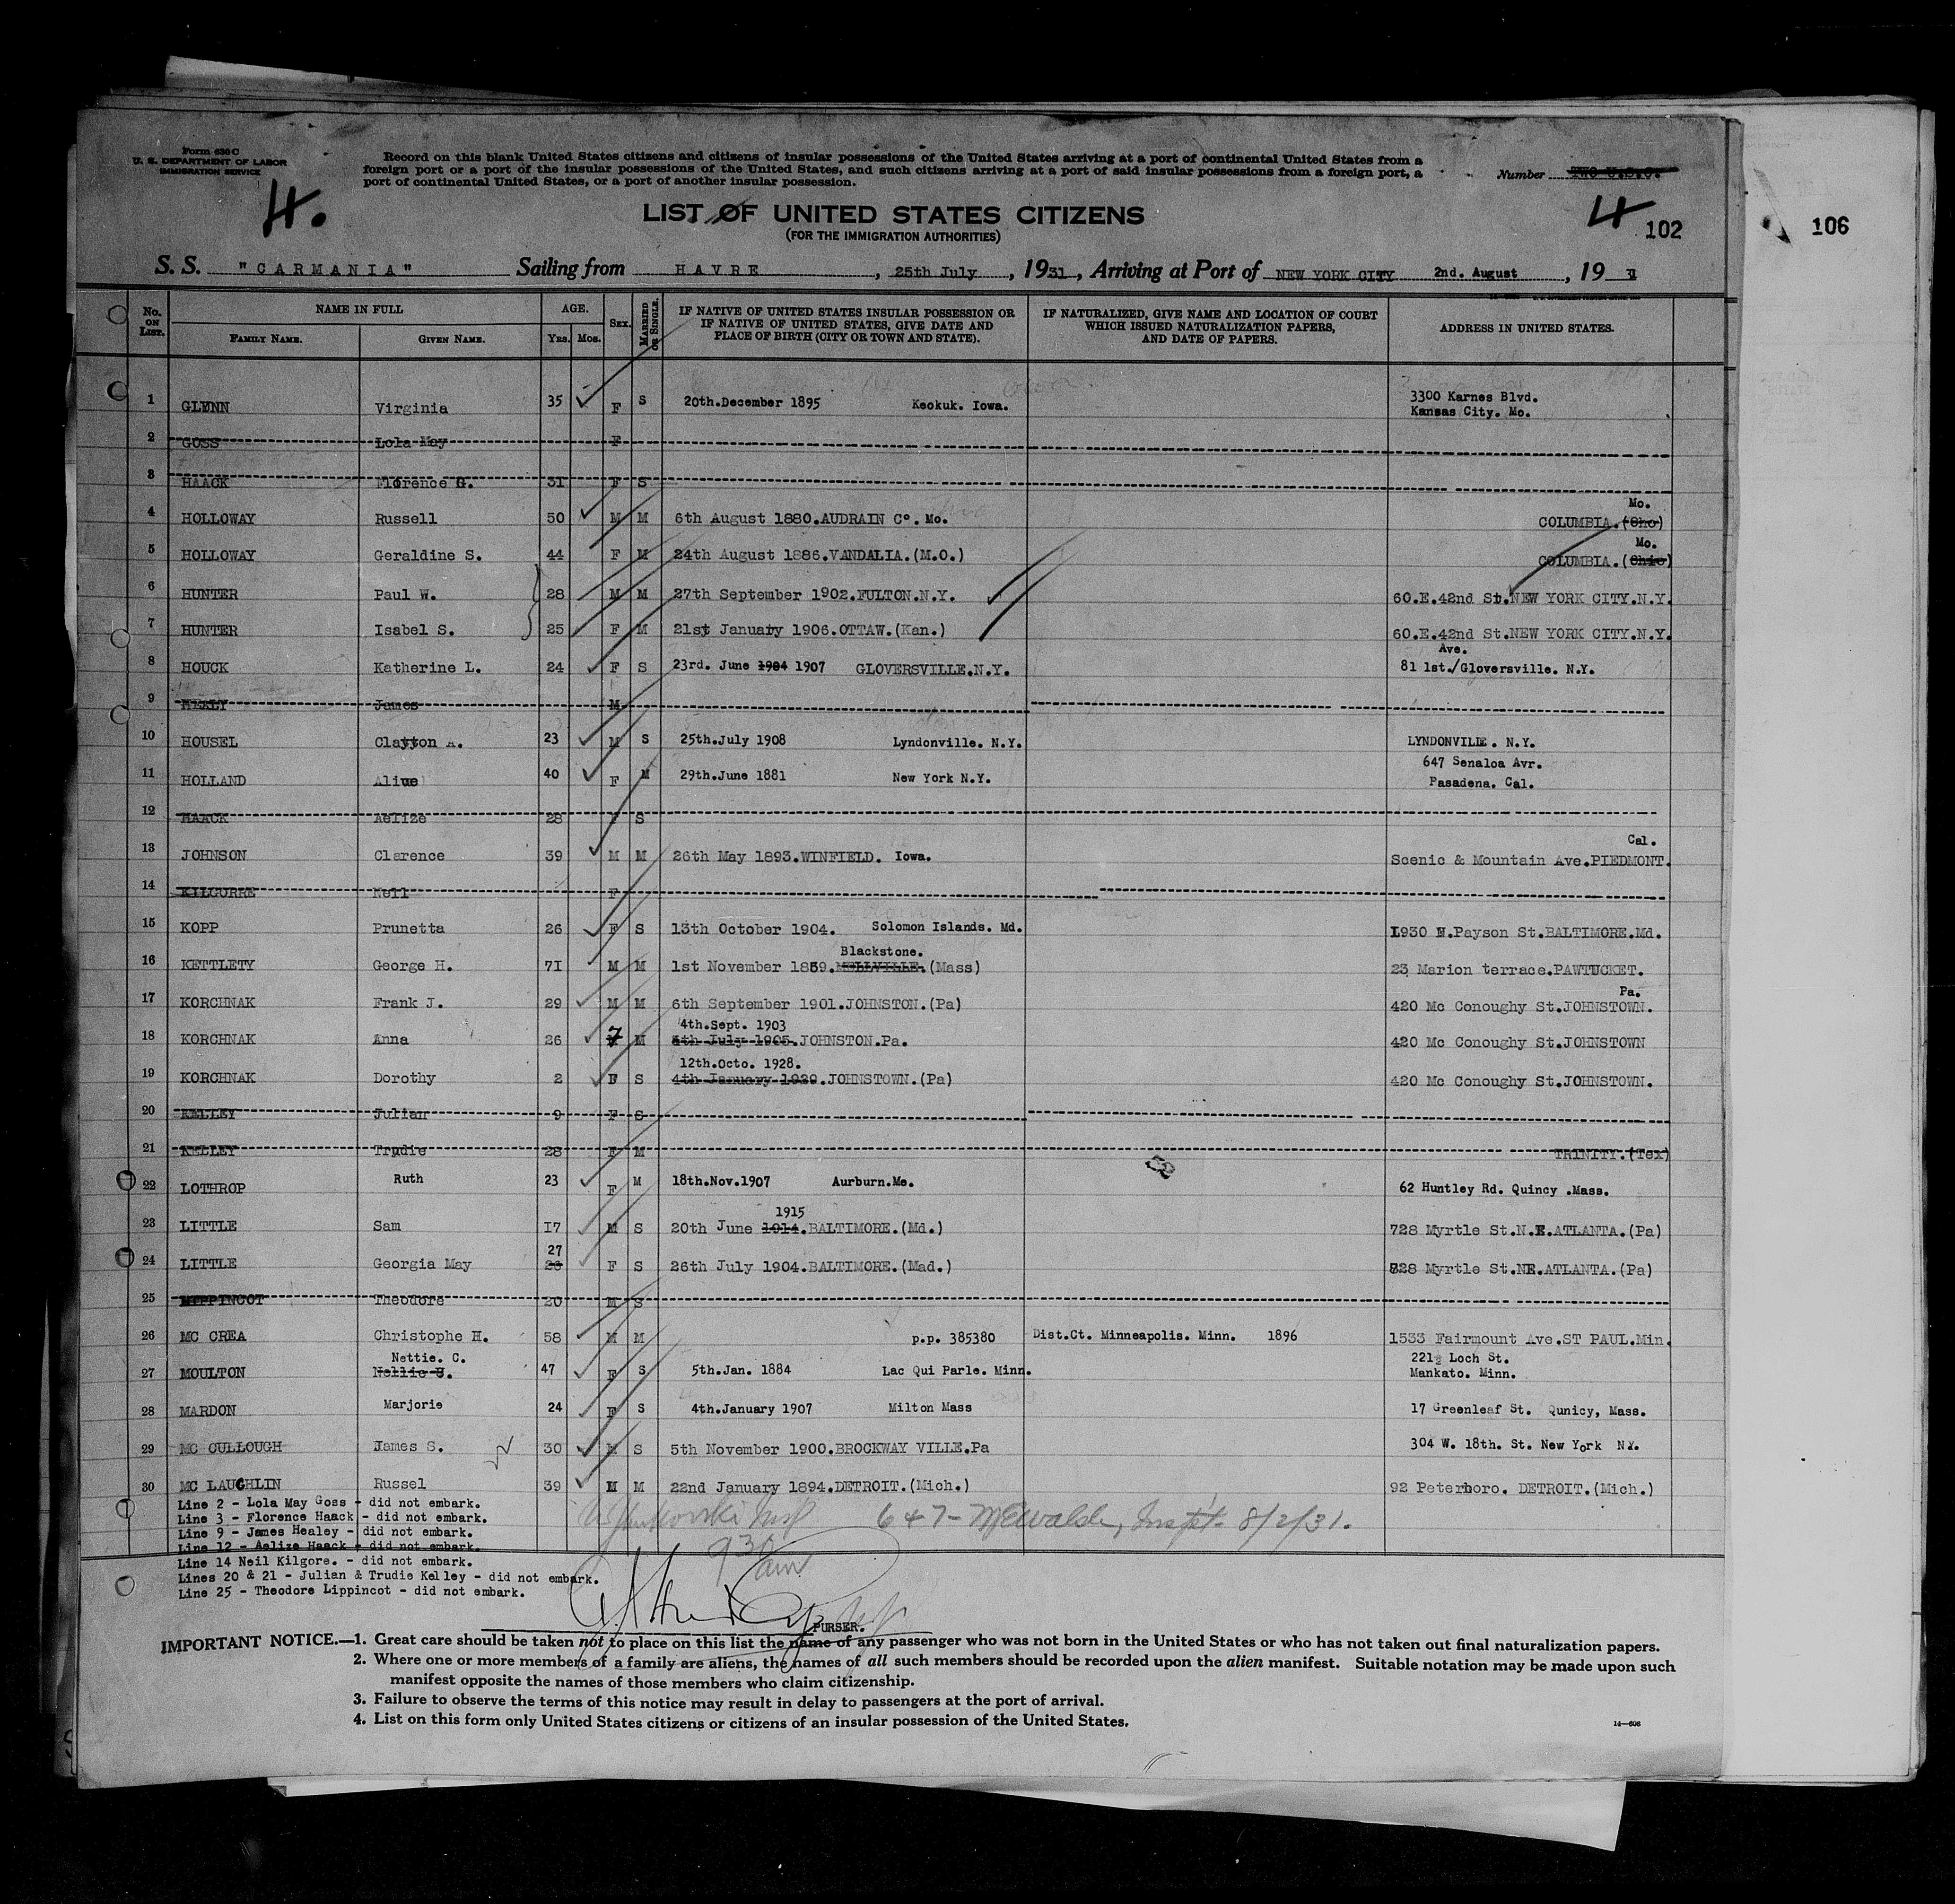 Form 630 C
U. S. DEPARTMENT OF LABOR
IMMIGRATION SERVICE
Record on this blank United States citizens and citizens of insular possessions of the United States arriving at a port of continental United States from a
foreign port or a port of the insular possessions of the United States, and such citizens arriving at a port of said insular possessions from a foreign port, a
port of continental United States, or a port of another insular possession.
Number TWO U.S.C.
4.
LIST OF UNITED STATES CITIZENS
(FOR THE IMMIGRATION AUTHORITIES)
4 102
106
S. S. "CARMANIA" Sailing from HAVRE, 25th July, 1931, Arriving at Port of NEW YORK CITY 2nd. August, 193
No. ON LIST. NAME IN FULL AGE. SEX. MARRIED OR SINGLE. IF NATIVE OF UNITED STATES INSULAR POSSESSION OR IF NATIVE OF UNITED STATES, GIVE DATE AND PLACE OF BIRTH (CITY OR TOWN AND STATE). IF NATURALIZED, GIVE NAME AND LOCATION OF COURT WHICH ISSUED NATURALIZATION PAPERS, AND DATE OF PAPERS. ADDRESS IN UNITED STATES.
FAMILY NAME. GIVEN NAME. YRS. MOS.
1 GLENN Virginia 35 F S 20th.December 1895 Keokuk. Iowa. 3300 Karnes Blvd.
Kansas City. Mo.
2 GOSS Lola May F
3 HAACK Florence G. 31 F S
Mo.
4 HOLLOWAY Russell 50 M M 6th August 1880.AUDRAIN Co. Mo. COLUMBIA.(Oho)
Mo.
5 HOLLOWAY Geraldine S. 44 F M 24th August 1886.VANDALIA.(M.O.) COLUMBIA.(Ohio)
6 HUNTER Paul W. 28 M M 27th September 1902.FULTON.N.Y. 60.E.42nd St.NEW YORK CITY.N.Y.
7 HUNTER Isabel S. 25 F M 21st January 1906.OTTAW.(Kan.) 60.E.42nd St.NEW YORK CITY.N.Y.
Ave.
8 HOUCK Katherine L. 24 F S 23rd. June 1904 1907 GLOVERSVILLE.N.Y. 81 1st./Gloversville. N.Y.
9 HEALY James M
10 HOUSEL Clayton A. 23 M S 25th.July 1908 Lyndonville. N.Y. LYNDONVILLE. N.Y.
11 HOLLAND 40 F M 29th.June 1881 New York N.Y. 647 Senaloa Avr.
Pasadena. Cal.
12 HAACK Aelize 28 F S
Cal.
13 JOHNSON Clarence 39 M M 26th May 1893.WINFIELD. Iowa. Scenic & Mountain Ave.PIEDMONT.
14 KILGURRE Nell F
15 KOPP Prunetta 26 F S 13th October 1904. Solomon Islands. Md. 1930 N.Payson St.BALTIMORE.Md.
Blackstone.
16 KETTLETY George H. 71 M M 1st November 1859.MELLVILLE.(Mass) 23 Marion terrace.PAWTUCKET.
Pa.
17 KORCHNAK Frank J. 29 M M 6th September 1901.JOHNSTON.(Pa) 420 Mc Conoughy St.JOHNSTOWN.
4th.Sept. 1903
18 KORCHNAK Anna 26 F M 4th July 1905.JOHNSTON.Pa. 420 Mc Conoughy St.JOHNSTOWN
12th.Octo. 1928.
19 KORCHNAK Dorothy 2 F S 4th January 1929.JOHNSTOWN.(Pa) 420 Mc Conoughy St.JOHNSTOWN.
20 KELLEY Julian 9 F S
21 KELLEY Trudie 28 F M TRINITY.(Tex)
22 LOTHROP Ruth 23 F M 18th.Nov.1907 Aurburn.Me. 62 Huntley Rd. Quincy .Mass.
1915
23 LITTLE Sam 17 M S 20th June 1914.BALTIMORE.(Md.) 728 Myrtle St.N.E.ATLANTA.(Pa)
27
24 LITTLE Georgia May 26 F S 26th July 1904.BALTIMORE.(Mad.) 728 Myrtle St.NE.ATLANTA.(Pa)
25 LIPPINCOT Theodore 20 M S
26 MC CREA Christophe H. 58 M M p.p. 385380 Dist.Ct. Minneapolis. Minn. 1896 1533 Fairmount Ave.ST PAUL.Min.
Nettie. C. 221½ Loch St.
27 MOULTON Nellie U. 47 F S 5th.Jan. 1884 Lac Qui Parle. Minn. Mankato. Minn.
28 MARDON Marjorie 24 F S 4th.January 1907 Milton Mass 17 Greenleaf St. Qunicy, Mass.
29 MC CULLOUGH James S. 30 M S 5th November 1900.BROCKWAY VILLE.Pa 304 W. 18th. St. New York NY.
30 MC LAUGHLIN Russel 39 M M 22nd January 1894.DETROIT.(Mich.) 92 Peterboro. DETROIT.(Mich.)
Line 2 - Lola May Goss - did not embark.
Line 3 - Florence Haack - did not embark.
Line 9 - James Healey - did not embark.
Line 12 - Aelize Haack - did not embark.
Line 14 Neil Kilgore. - did not embark.
Lines 20 & 21 - Julian & Trudie Kelley - did not embark.
Line 25 - Theodore Lippincot - did not embark.
6+7- Inspt. 8/2/31.
930 am
PURSER.
IMPORTANT NOTICE.—1. Great care should be taken not to place on this list the name of any passenger who was not born in the United States or who has not taken out final naturalization papers.
2. Where one or more members of a family are aliens, the names of all such members should be recorded upon the alien manifest. Suitable notation may be made upon such
manifest opposite the names of those members who claim citizenship.
3. Failure to observe the terms of this notice may result in delay to passengers at the port of arrival.
4. List on this form only United States citizens or citizens of an insular possession of the United States.
14—608